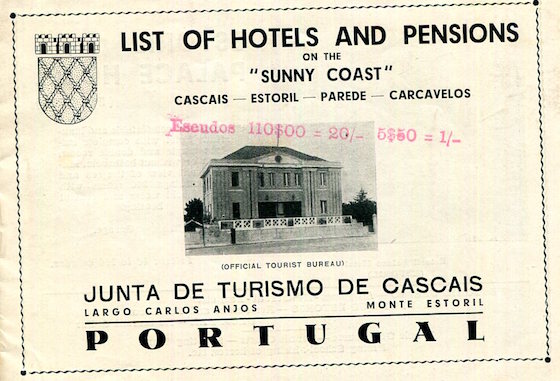 LIST OF HOTELS AND PENSIONS
ON THE
"SUNNY COAST"
CASCAIS — ESTORIL — PAREDE — CARCAVELOS
Escudos 110$00 = 20/- 5$50 = 1/-
(OFFICIAL TOURIST BUREAU)
JUNTA DE TURISMO DE CASCAIS
LARGO CARLOS ANJOS MONTE ESTORIL
PORTUGAL